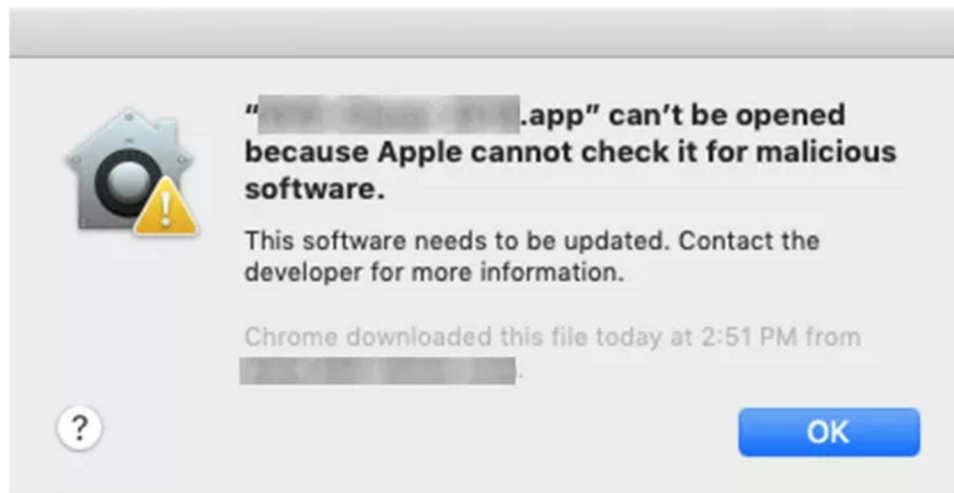 “.app” can’t be opened
because Apple cannot check it for malicious
software.
This software needs to be updated. Contact the
developer for more information.
Chrome downloaded this file today at 2:51 PM from
.
?
OK